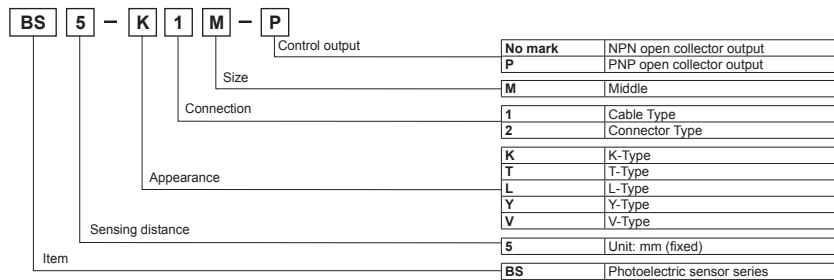 BS 5 – K 1 M – P
Control output
No mark NPN open collector output
P PNP open collector output
Size
M Middle
Connection
1 Cable Type
2 Connector Type
Appearance
K K-Type
T T-Type
L L-Type
Y Y-Type
V V-Type
Sensing distance
5 Unit: mm (fixed)
Item
BS Photoelectric sensor series